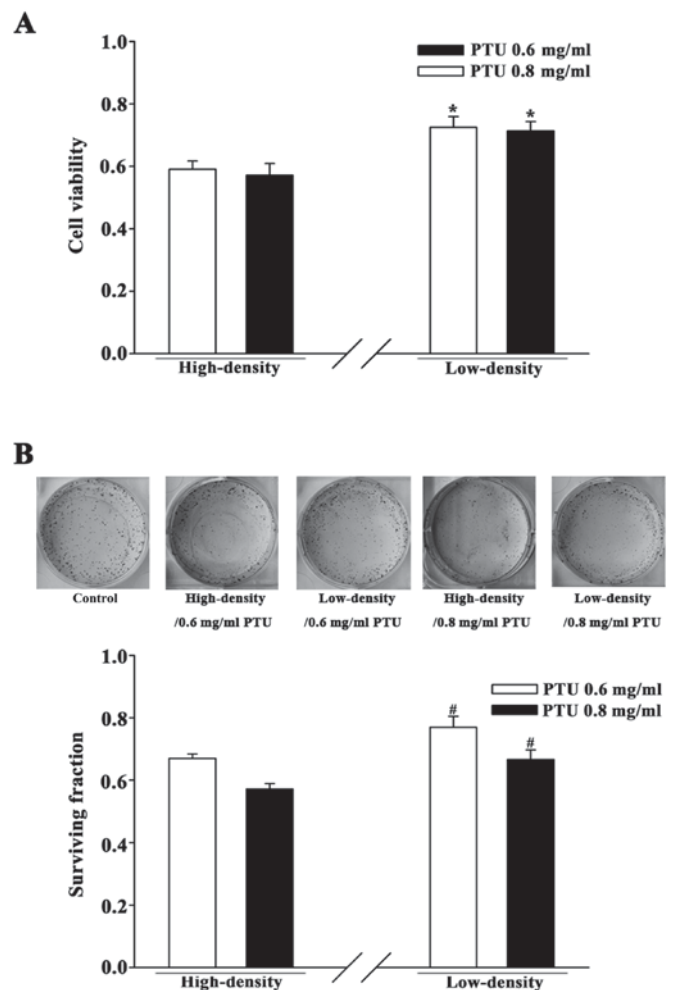 A
1.0
0.8
0.6
0.4
0.2
0.0
Cell viability
PTU 0.6 mg/ml
PTU 0.8 mg/ml
* *
High-density Low-density
B
Control High-density Low-density High-density Low-density
/0.6 mg/ml PTU /0.6 mg/ml PTU /0.8 mg/ml PTU /0.8 mg/ml PTU
1.0
0.8
0.6
0.4
0.2
0.0
Surviving fraction
PTU 0.6 mg/ml
PTU 0.8 mg/ml
# #
High-density Low-density